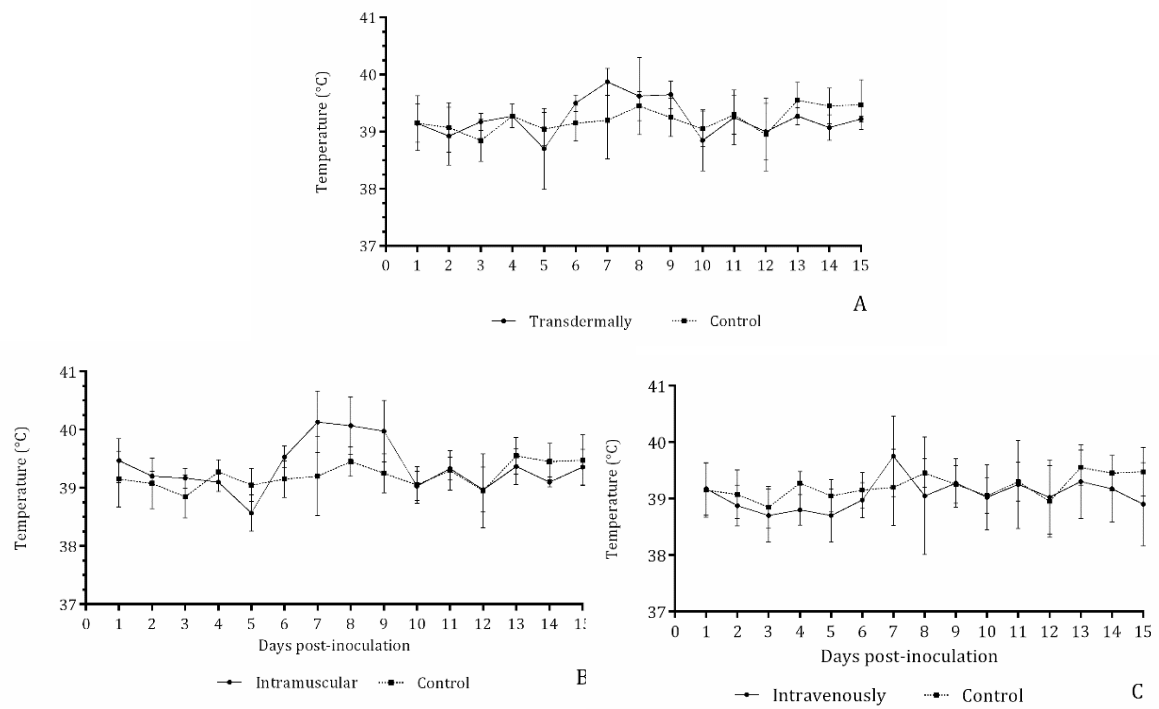 41
40
39
38
37
Temperature (°C)
0 1 2 3 4 5 6 7 8 9 10 11 12 13 14 15
A
Transdermally Control
41
40
39
38
37
Temperature (°C)
0 1 2 3 4 5 6 7 8 9 10 11 12 13 14 15
Days post-inoculation
B
Intramuscular Control
41
40
39
38
37
Temperature (°C)
0 1 2 3 4 5 6 7 8 9 10 11 12 13 14 15
Days post-inoculation
C
Intravenously Control